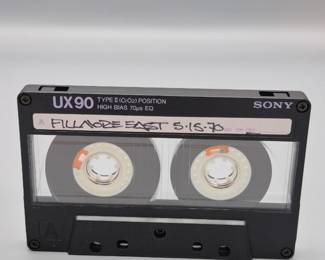 UX90 TYPE II (CrO2) POSITION
HIGH BIAS 70µs EQ
SONY
A FILLMORE EAST 5·15·70
A